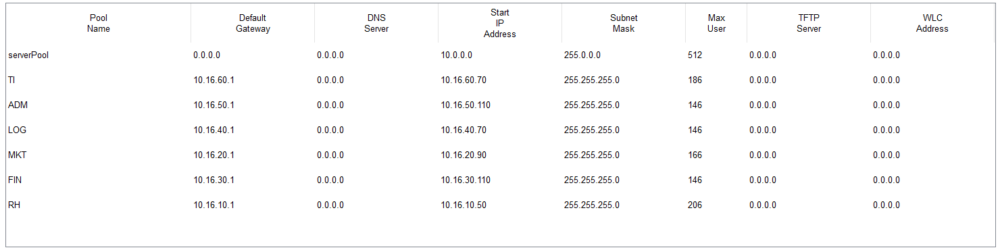 Pool Name	Default Gateway	DNS Server	Start IP Address	Subnet Mask	Max User	TFTP Server	WLC Address
serverPool	0.0.0.0	0.0.0.0	10.0.0.0	255.0.0.0	512	0.0.0.0	0.0.0.0
TI	10.16.60.1	0.0.0.0	10.16.60.70	255.255.255.0	186	0.0.0.0	0.0.0.0
ADM	10.16.50.1	0.0.0.0	10.16.50.110	255.255.255.0	146	0.0.0.0	0.0.0.0
LOG	10.16.40.1	0.0.0.0	10.16.40.70	255.255.255.0	146	0.0.0.0	0.0.0.0
MKT	10.16.20.1	0.0.0.0	10.16.20.90	255.255.255.0	166	0.0.0.0	0.0.0.0
FIN	10.16.30.1	0.0.0.0	10.16.30.110	255.255.255.0	146	0.0.0.0	0.0.0.0
RH	10.16.10.1	0.0.0.0	10.16.10.50	255.255.255.0	206	0.0.0.0	0.0.0.0